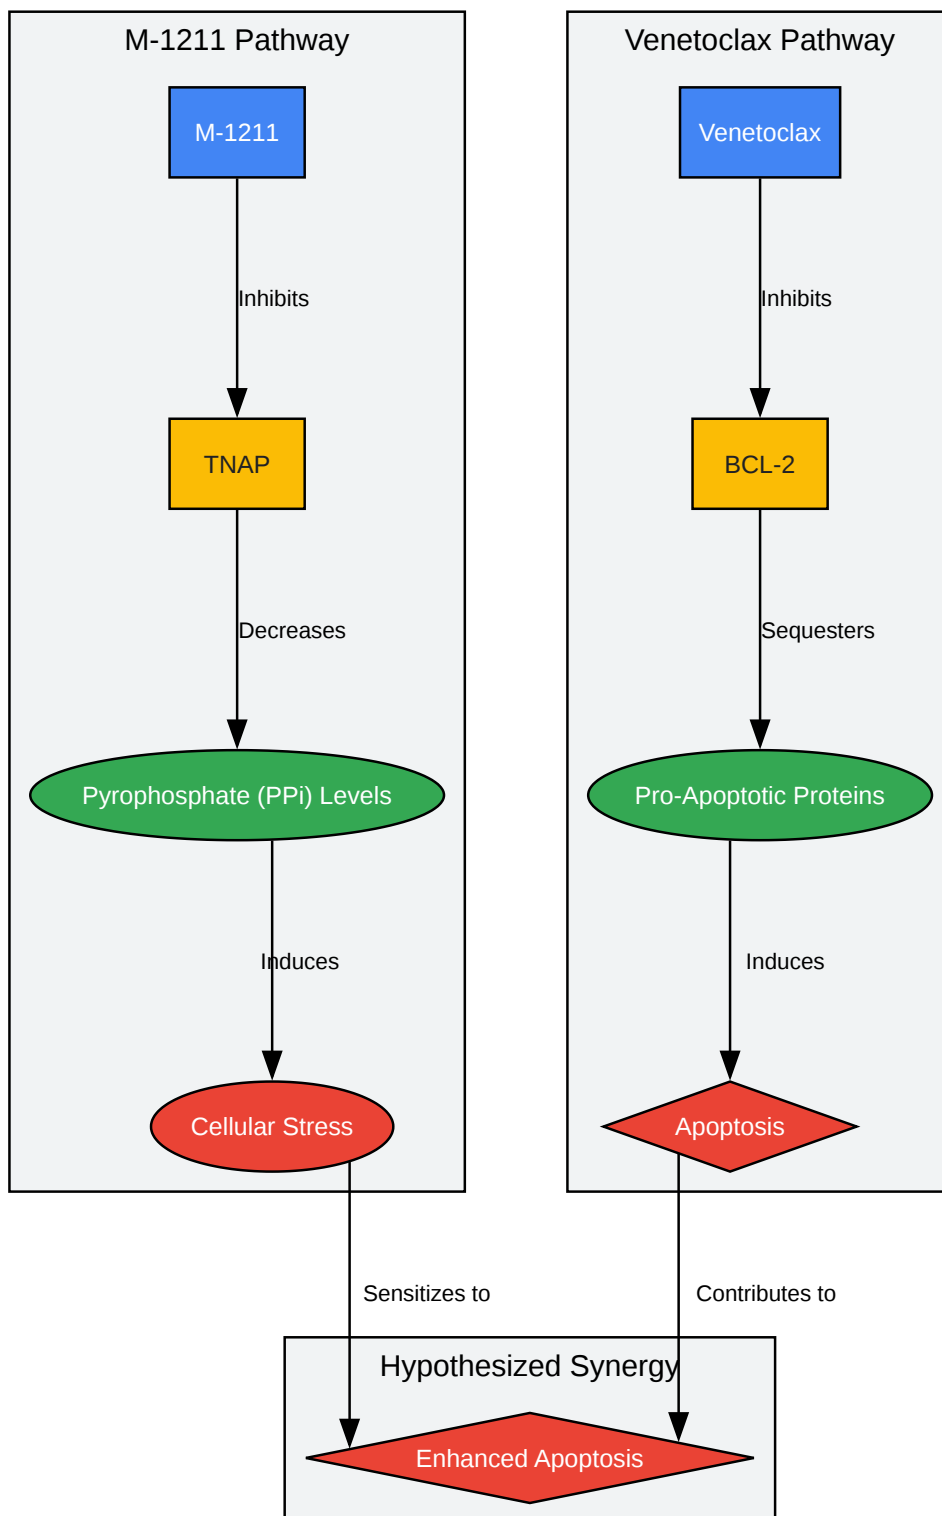 M-1211 Pathway
M-1211
Inhibits
TNAP
Decreases
Pyrophosphate (PPi) Levels
Induces
Cellular Stress
Sensitizes to
Venetoclax Pathway
Venetoclax
Inhibits
BCL-2
Sequesters
Pro-Apoptotic Proteins
Induces
Apoptosis
Contributes to
Hypothesized Synergy
Enhanced Apoptosis